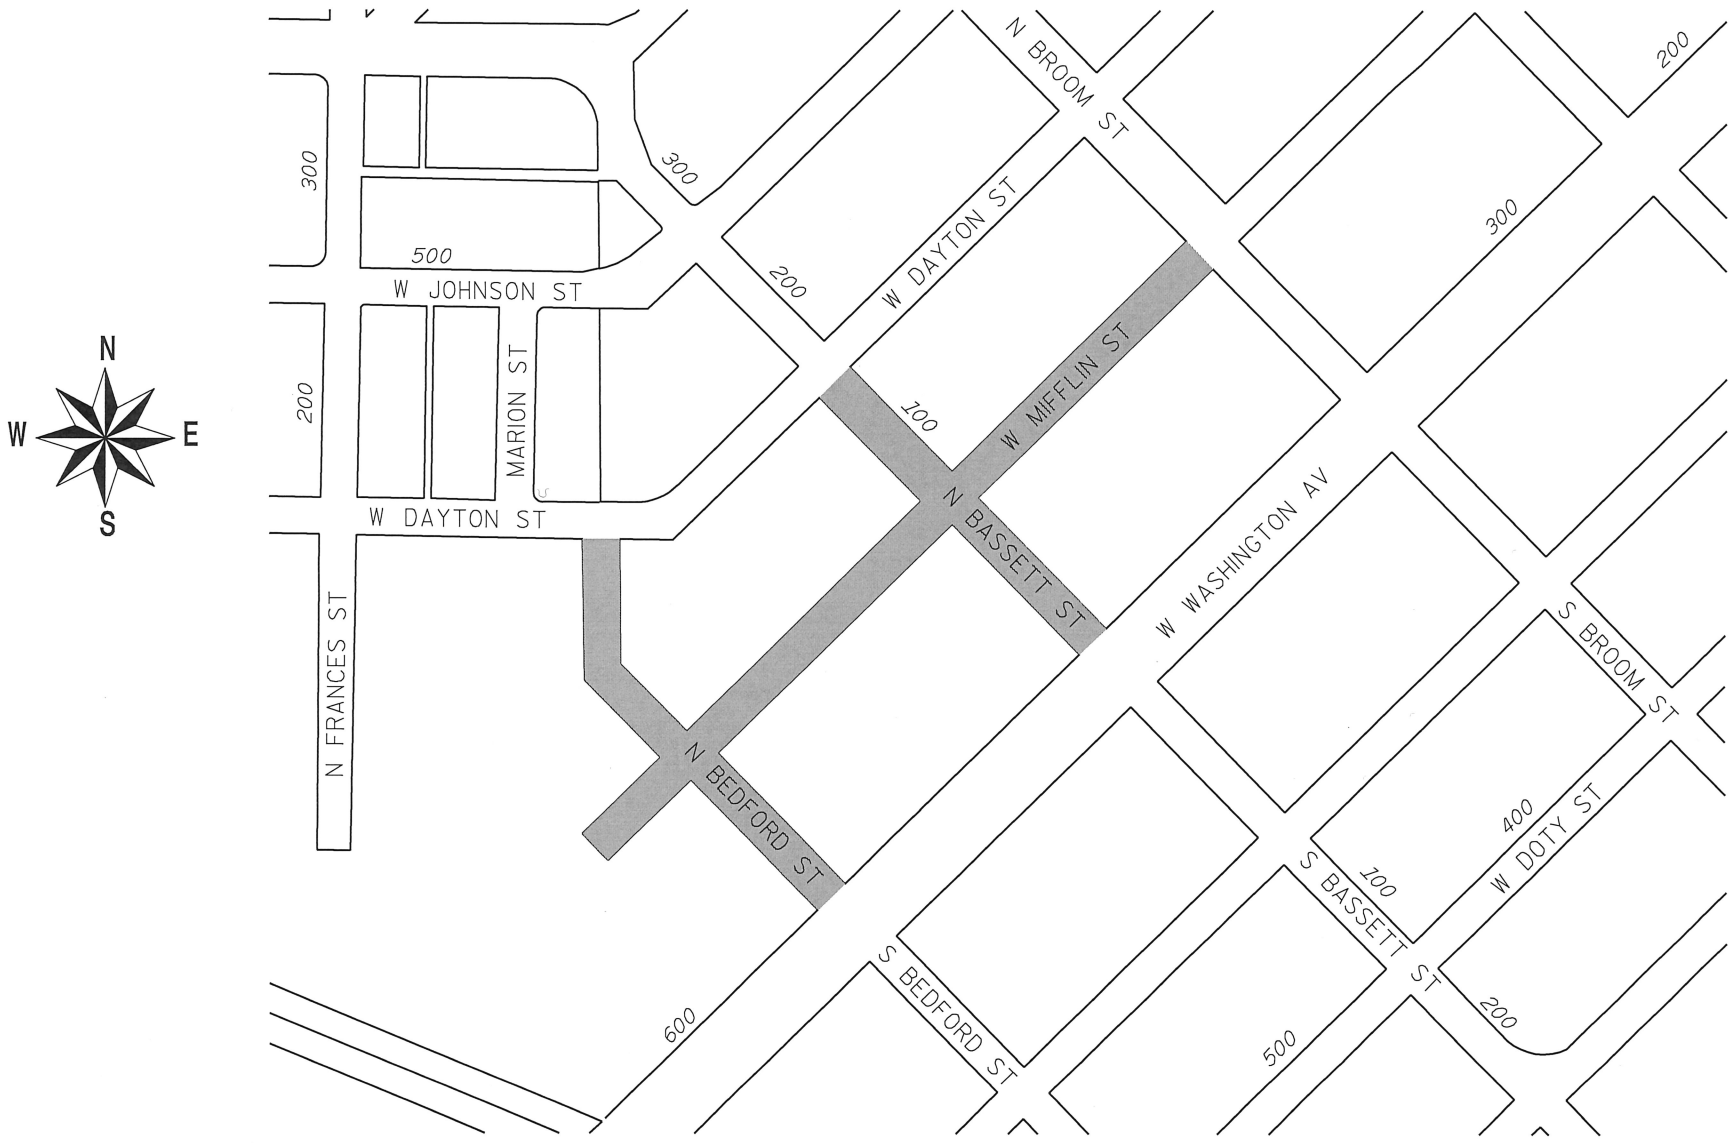 N BROOM ST
200
300
300
W DAYTON ST
300
500
200
W JOHNSON ST
N
W E
S
MARION ST
200
W MIFFLIN ST
100
W DAYTON ST
N BASSETT ST
W WASHINGTON AV
N FRANCES ST
S BROOM ST
N BEDFORD ST
400
W DOTY ST
100
S BASSETT ST
S BEDFORD ST
200
600
500